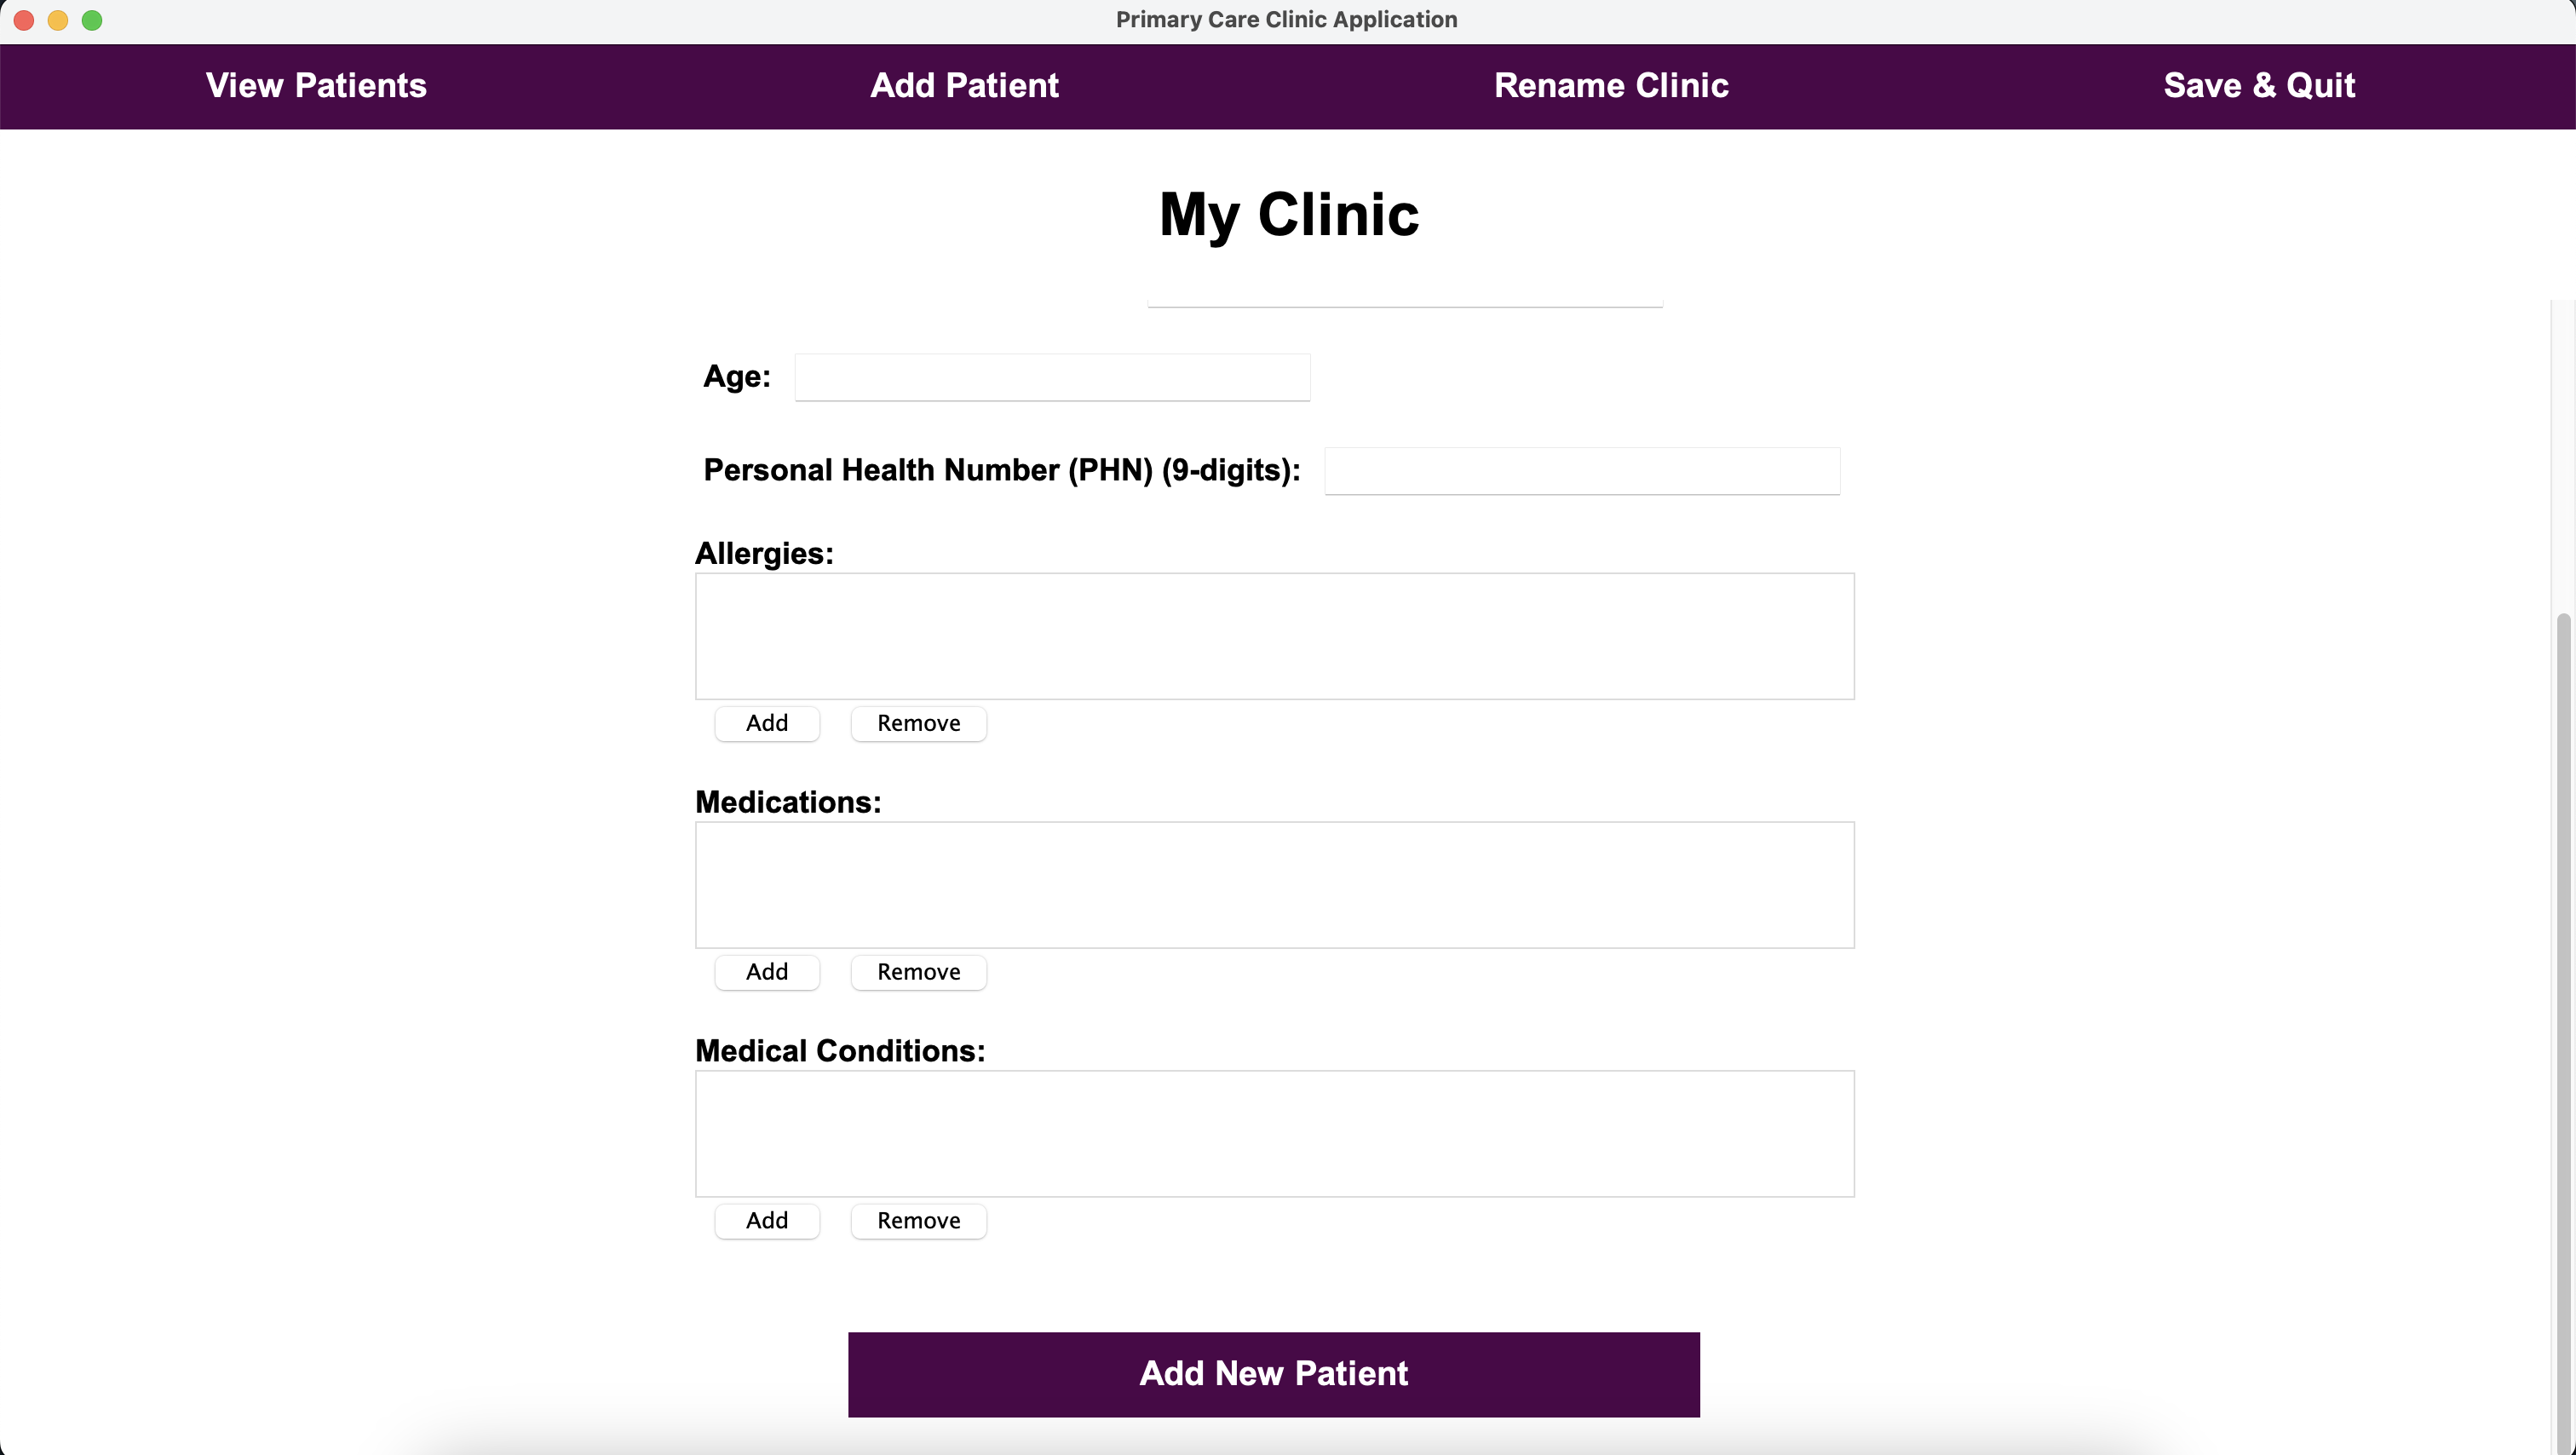 Primary Care Clinic Application
View Patients Add Patient Rename Clinic Save & Quit
My Clinic
Age:
Personal Health Number (PHN) (9-digits):
Allergies:
Add Remove
Medications:
Add Remove
Medical Conditions:
Add Remove
Add New Patient